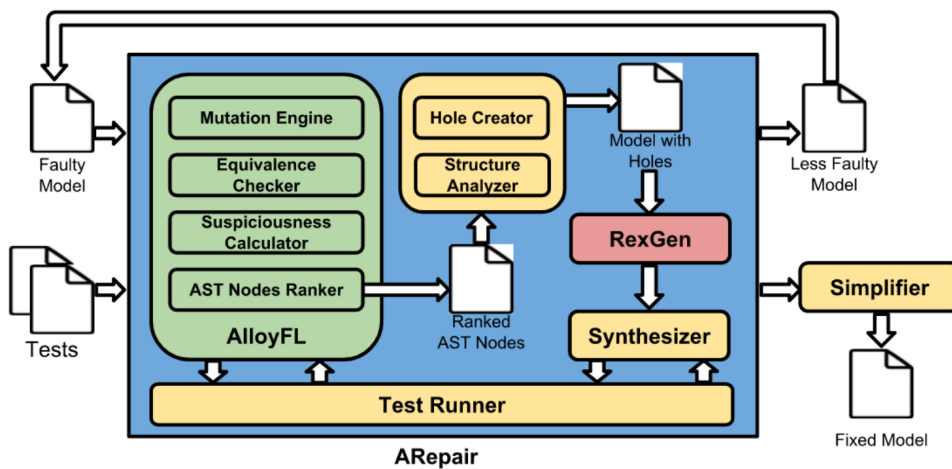 Faulty
Model
Tests
Mutation Engine
Equivalence
Checker
Suspiciousness
Calculator
AST Nodes Ranker
AlloyFL
Hole Creator
Structure
Analyzer
Ranked
AST Nodes
Model with
Holes
RexGen
Synthesizer
Test Runner
ARepair
Less Faulty
Model
Simplifier
Fixed Model